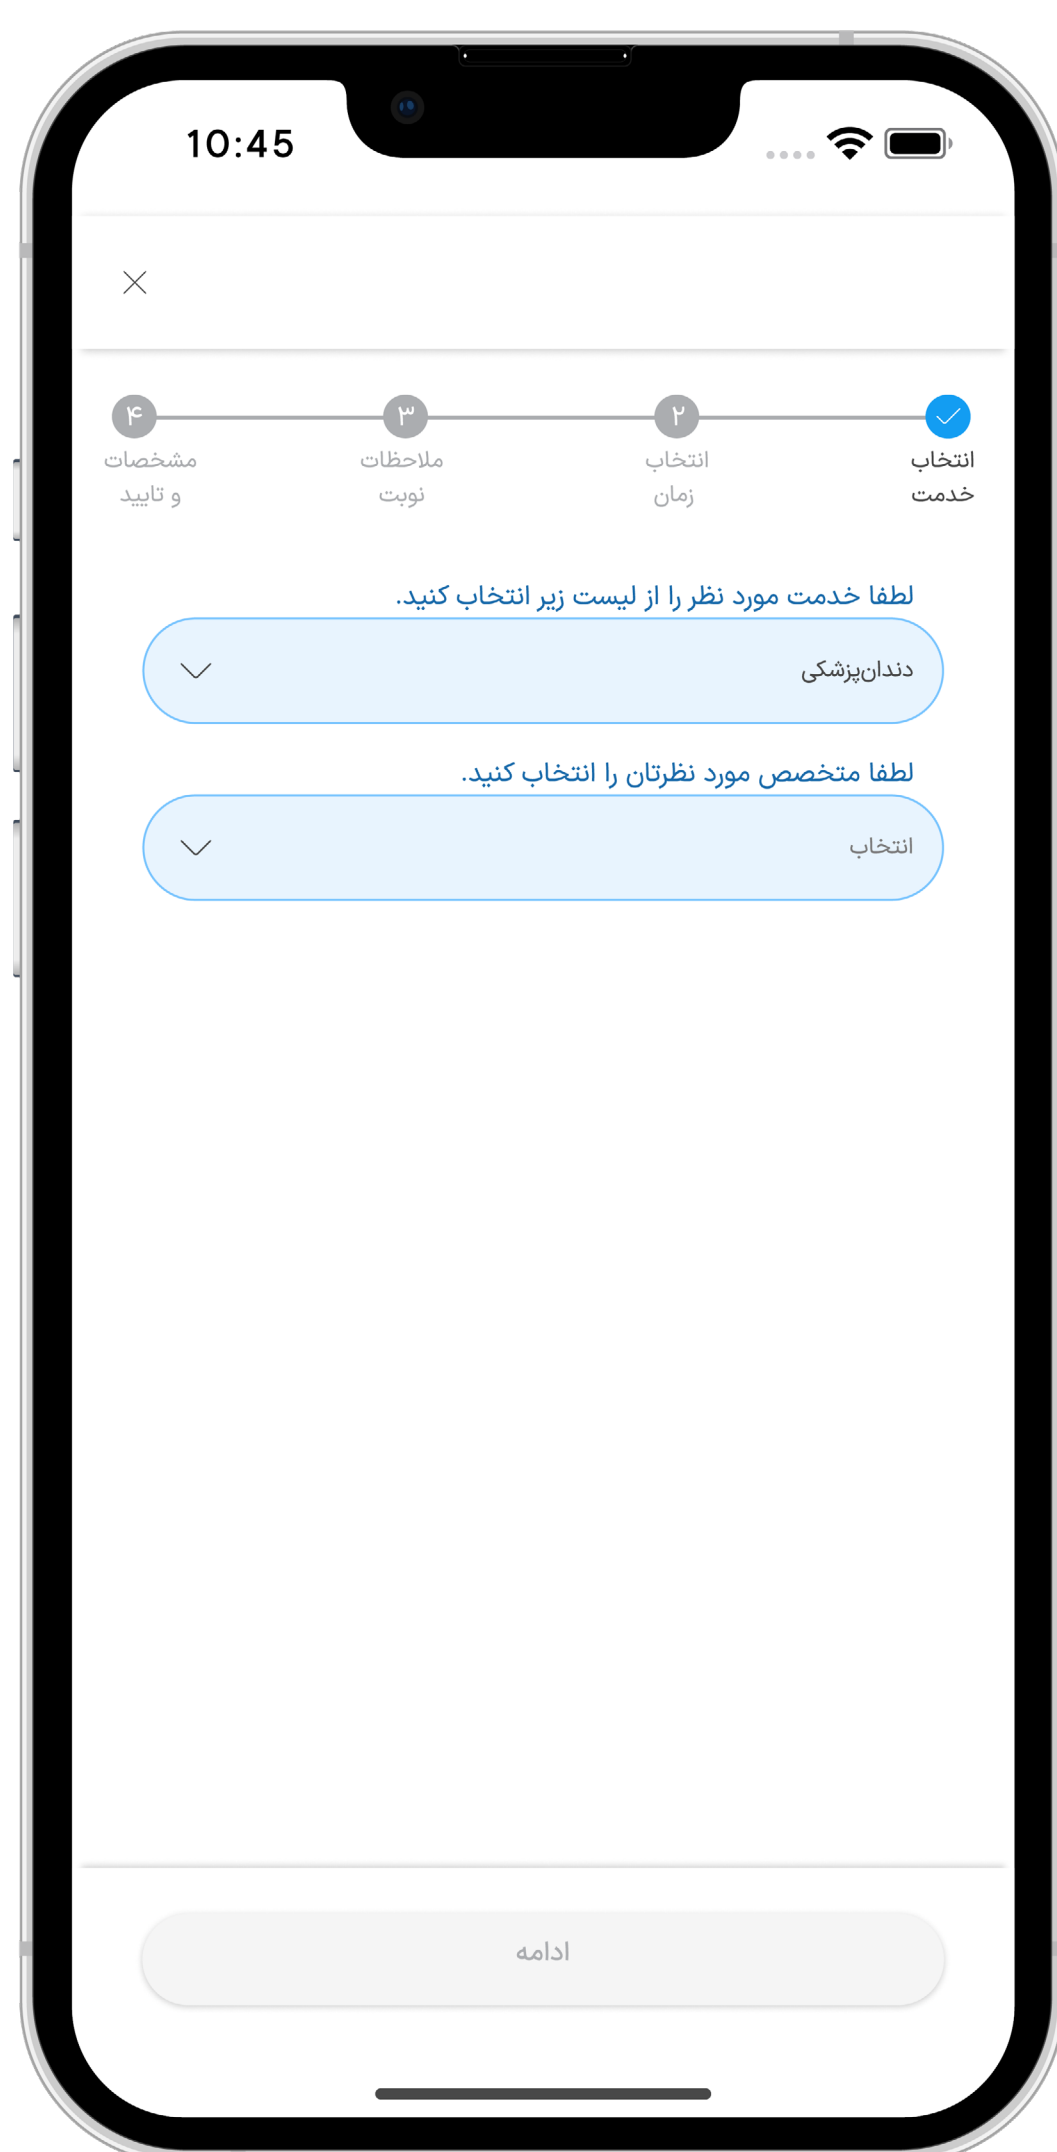 10:45
۲
۳
۴
انتخاب
خدمت
انتخاب
زمان
ملاحظات
نوبت
مشخصات
و تایید
لطفا خدمت مورد نظر را از لیست زیر انتخاب کنید.
دندان‌پزشکی
لطفا متخصص مورد نظرتان را انتخاب کنید.
انتخاب
ادامه